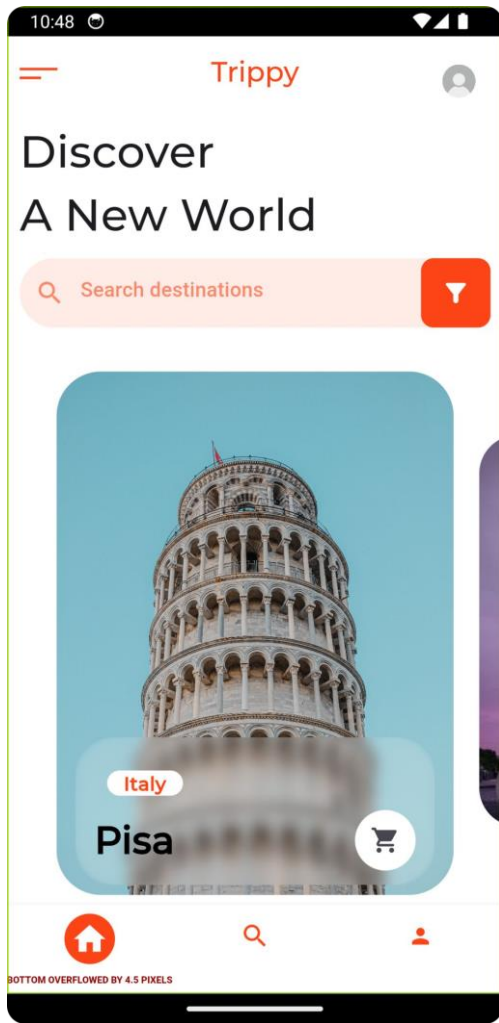 10:48
Trippy
Discover
A New World
Search destinations
Italy
Pisa
BOTTOM OVERFLOWED BY 4.5 PIXELS